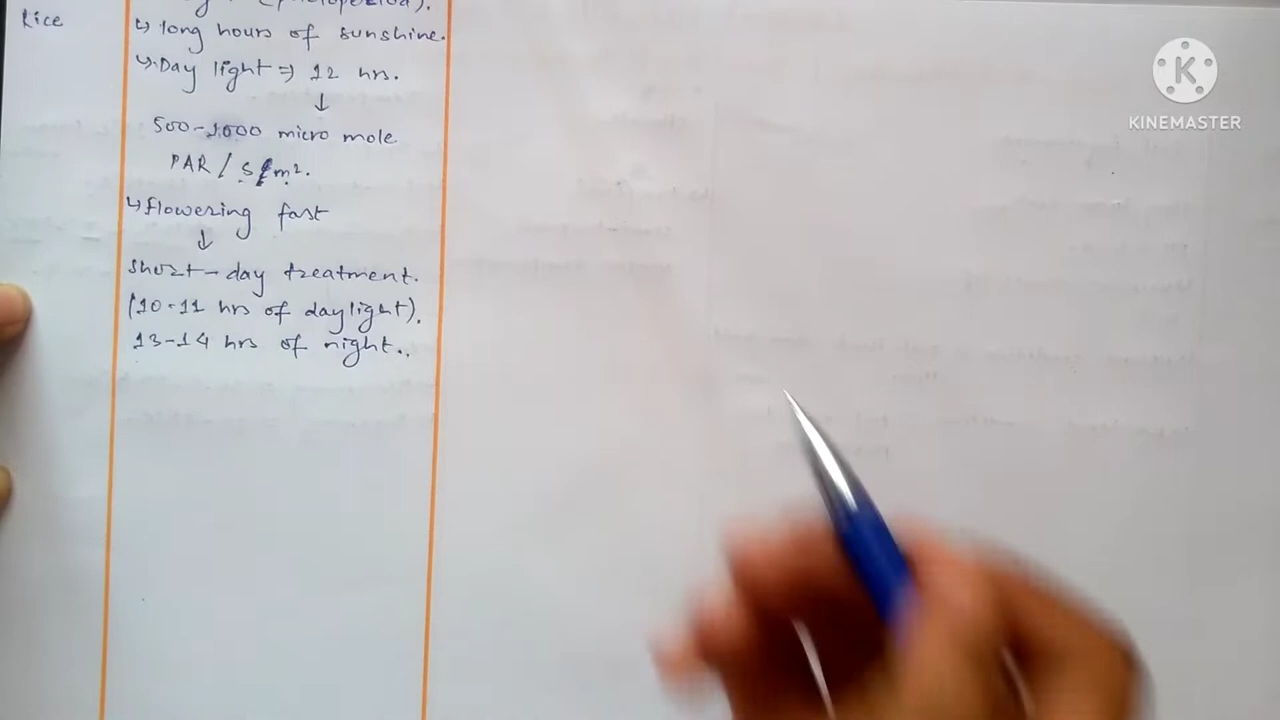 Rice
(photoperiod).
↳ long hours of sunshine.
↳ Day light ⇒ 12 hrs.
↓
500-1000 micro mole
PAR / s/m².
↳ flowering fast
↓
short-day treatment.
(10-11 hrs of daylight).
13-14 hrs of night..
K
KINEMASTER